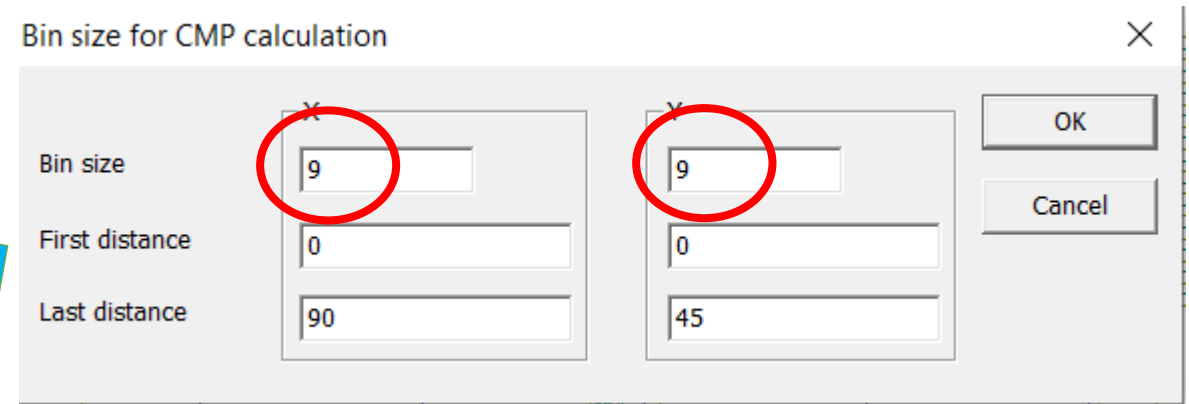 Bin size for CMP calculation
X Y
OK
Bin size 9 9
Cancel
First distance 0 0
Last distance 90 45